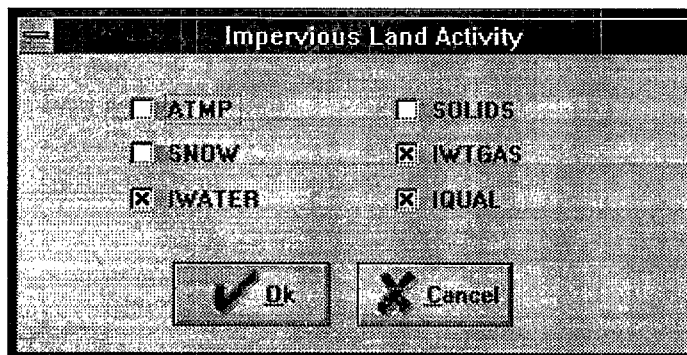 Impervious Land Activity
ATMP SOLIDS
SNOW IWTGAS
IWATER IQUAL
Ok Cancel